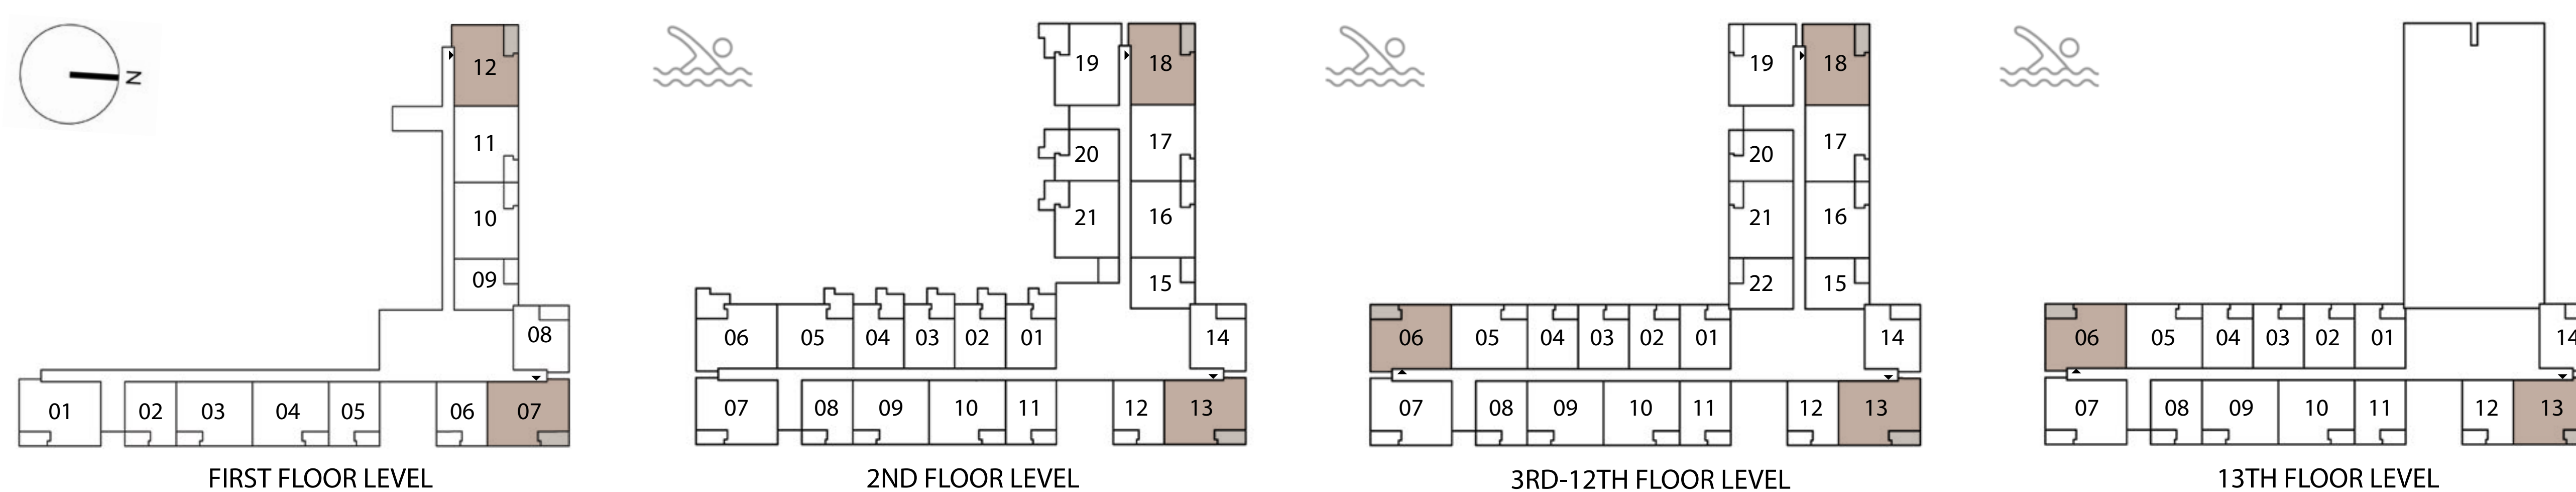 N
12
11
10
09
08
01 02 03 04 05 06 07
FIRST FLOOR LEVEL
19 18
20 17
21 16
15
06 05 04 03 02 01 14
07 08 09 10 11 12 13
2ND FLOOR LEVEL
19 18
20 17
21 16
22 15
06 05 04 03 02 01 14
07 08 09 10 11 12 13
3RD-12TH FLOOR LEVEL
06 05 04 03 02 01 14
07 08 09 10 11 12 13
13TH FLOOR LEVEL